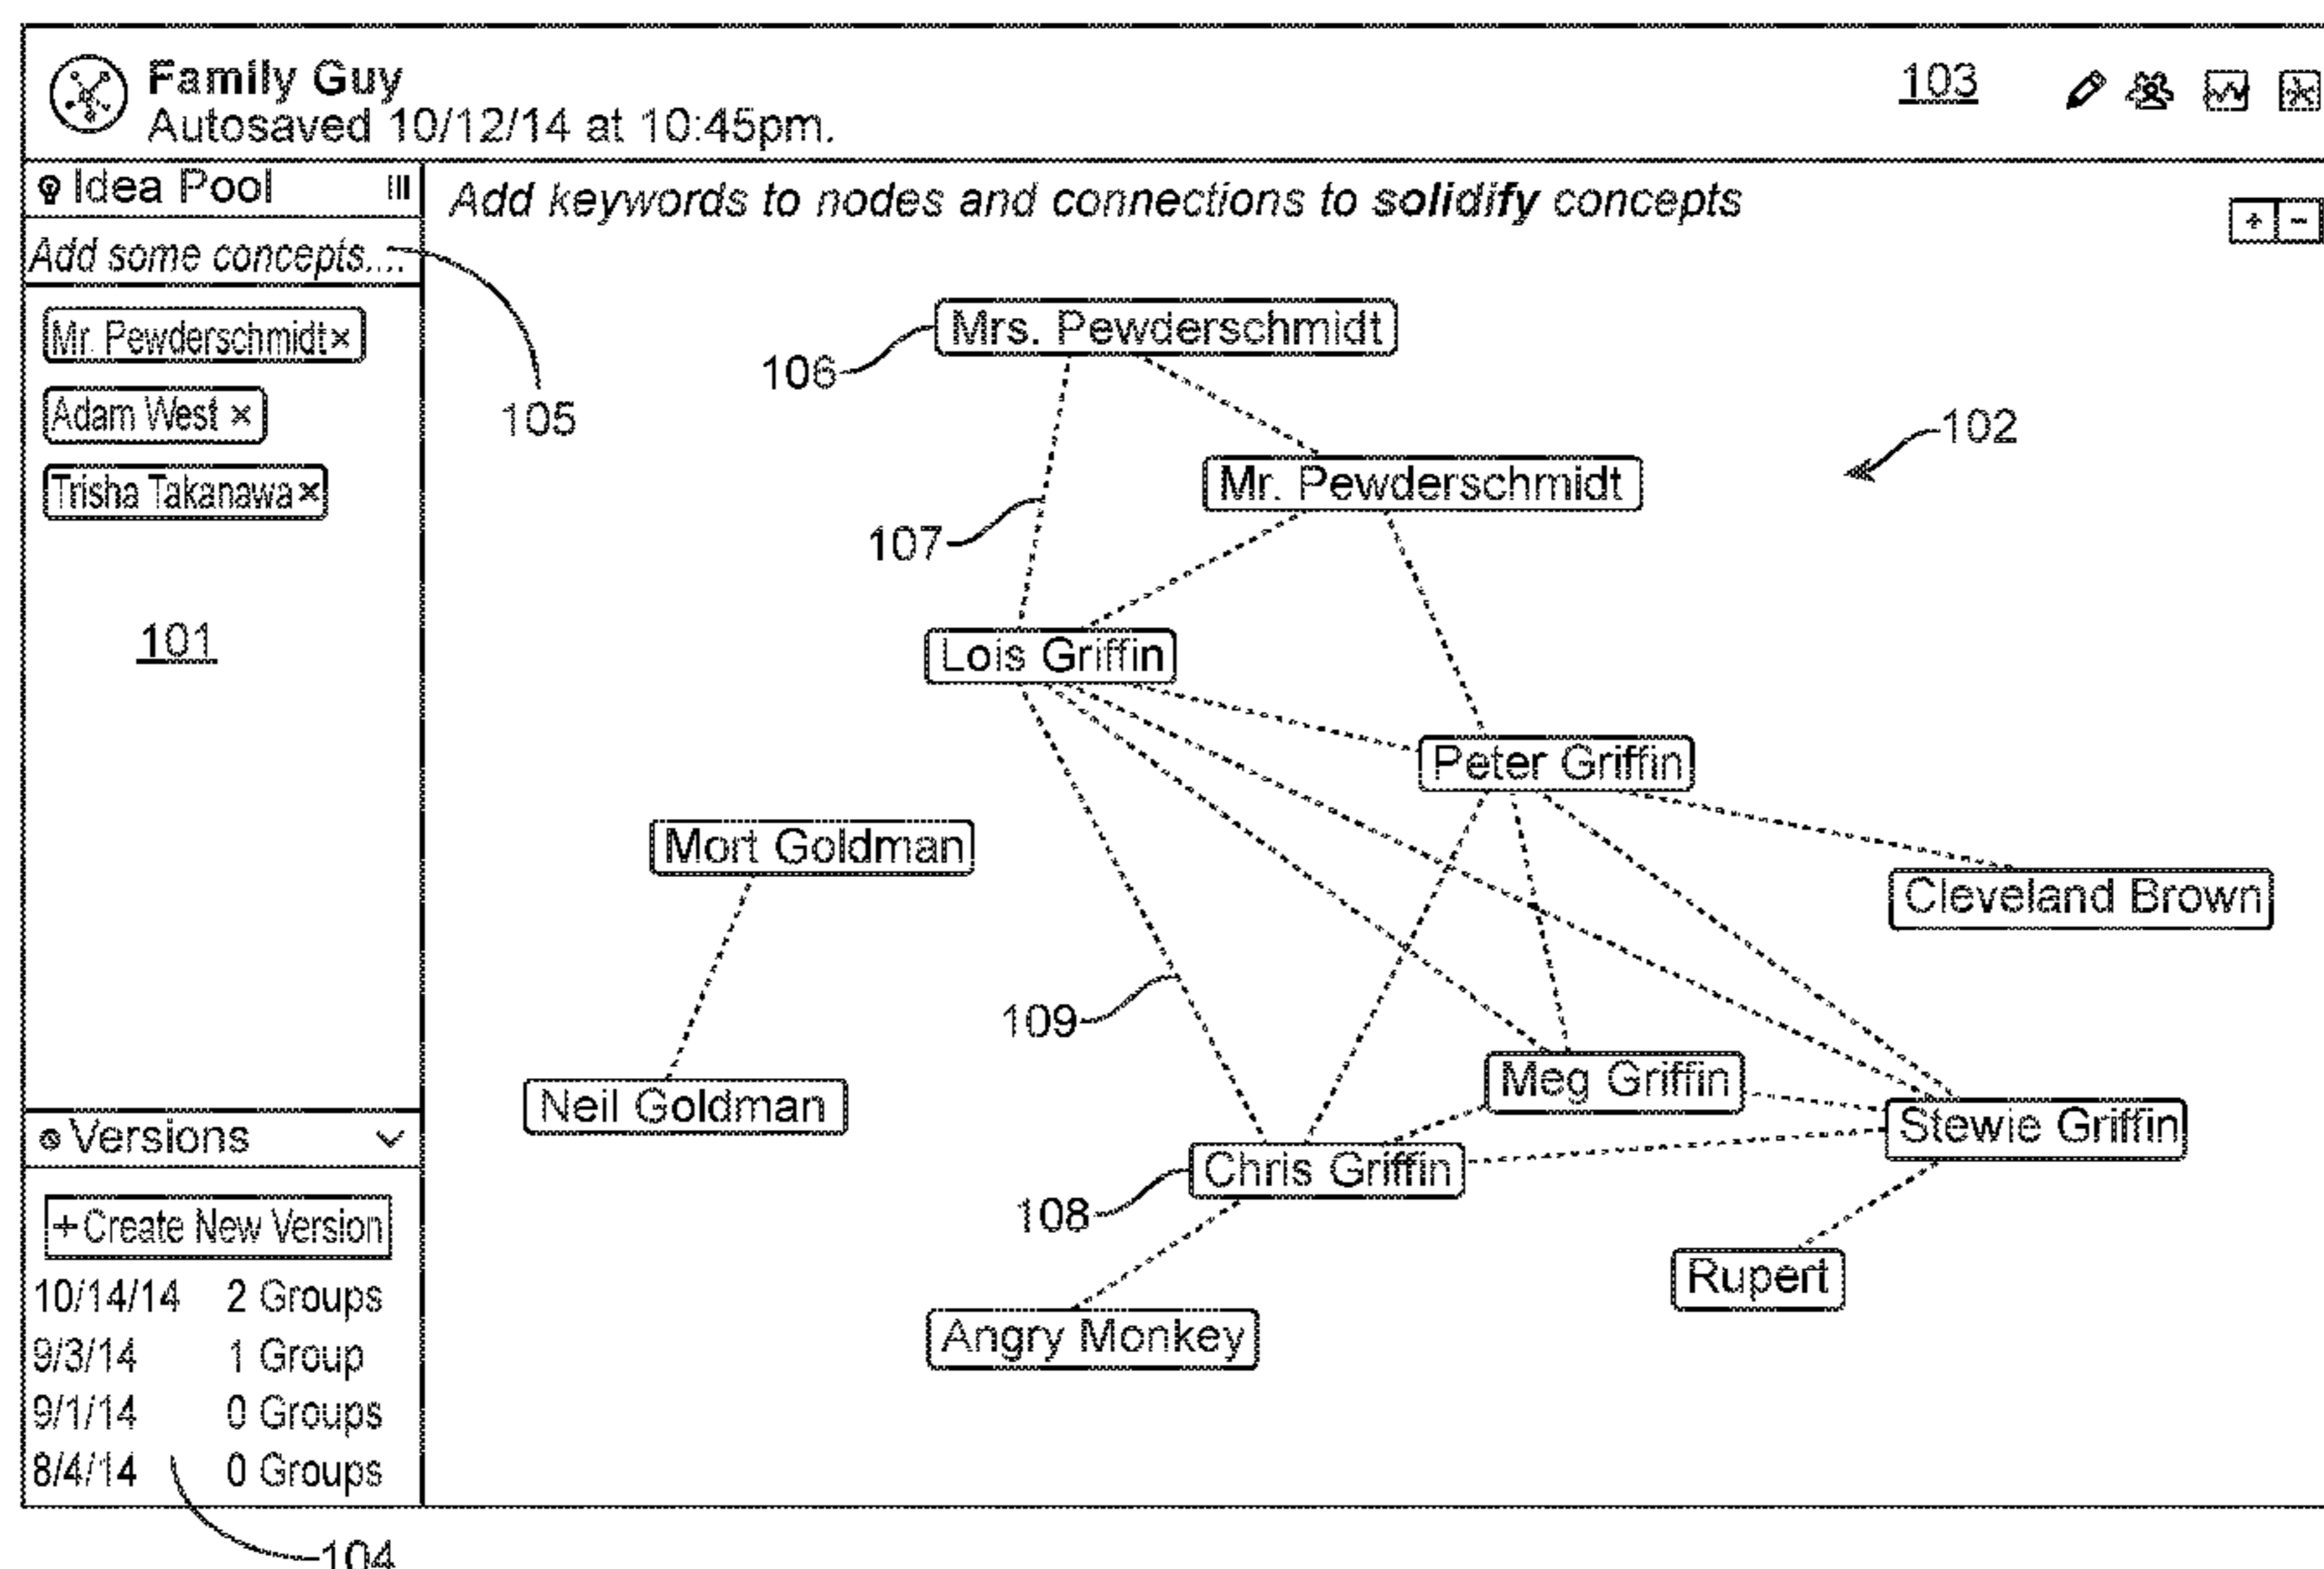 Family Guy
Autosaved 10/12/14 at 10:45pm.
103
Idea Pool
Add some concepts....
Mr. Pewderschmidt ×
Adam West ×
Trisha Takanawa ×
101
105
Versions
+ Create New Version
10/14/14 2 Groups
9/3/14 1 Group
9/1/14 0 Groups
8/4/14 0 Groups
104
Add keywords to nodes and connections to solidify concepts
+ -
Mrs. Pewderschmidt
106
102
Mr. Pewderschmidt
107
Lois Griffin
Peter Griffin
Mort Goldman
Cleveland Brown
109
Meg Griffin
Neil Goldman
Stewie Griffin
Chris Griffin
108
Rupert
Angry Monkey